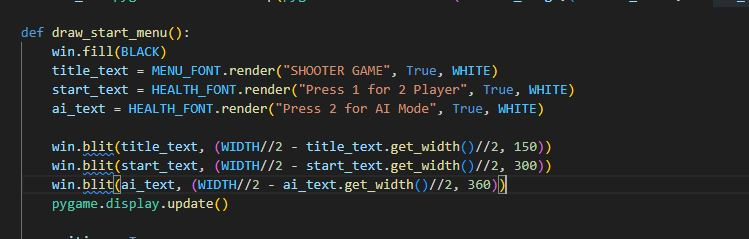 def draw_start_menu():
    win.fill(BLACK)
    title_text = MENU_FONT.render("SHOOTER GAME", True, WHITE)
    start_text = HEALTH_FONT.render("Press 1 for 2 Player", True, WHITE)
    ai_text = HEALTH_FONT.render("Press 2 for AI Mode", True, WHITE)
    win.blit(title_text, (WIDTH//2 - title_text.get_width()//2, 150))
    win.blit(start_text, (WIDTH//2 - start_text.get_width()//2, 300))
    win.blit(ai_text, (WIDTH//2 - ai_text.get_width()//2, 360))
    pygame.display.update()